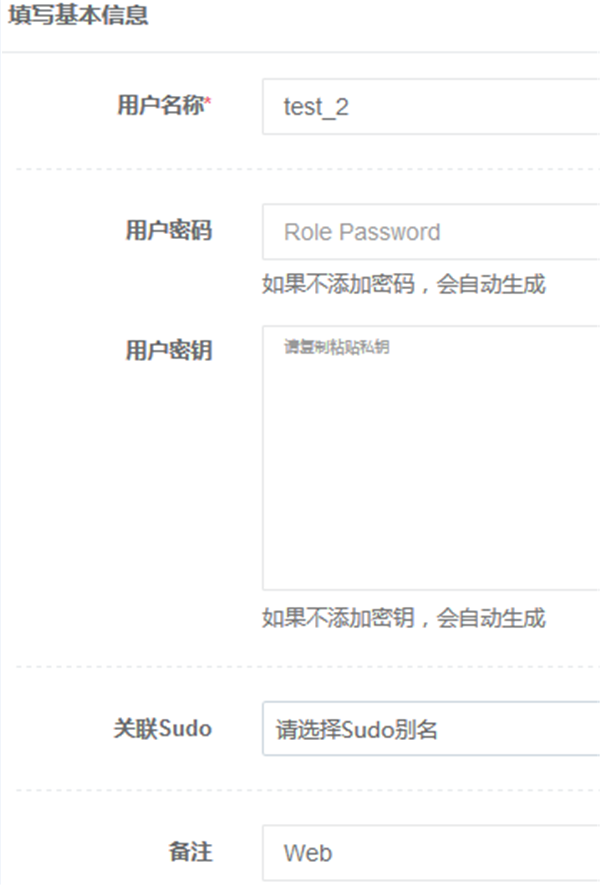 填写基本信息
用户名称* test_2
用户密码 Role Password
如果不添加密码，会自动生成
用户密钥 请复制粘贴私钥
如果不添加密钥，会自动生成
关联Sudo 请选择Sudo别名
备注 Web